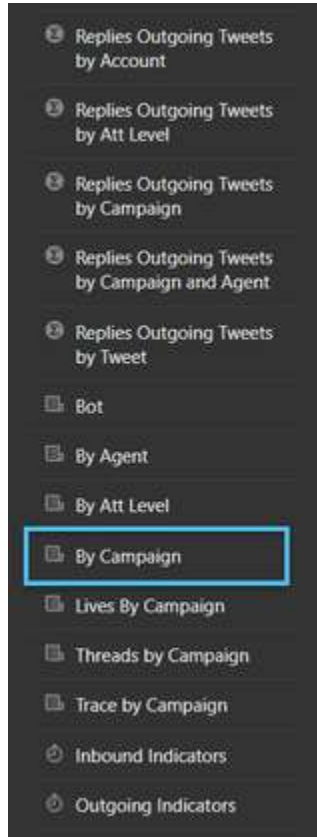 Replies Outgoing Tweets
by Account
Replies Outgoing Tweets
by Att Level
Replies Outgoing Tweets
by Campaign
Replies Outgoing Tweets
by Campaign and Agent
Replies Outgoing Tweets
by Tweet
Bot
By Agent
By Att Level
By Campaign
Lives By Campaign
Threads by Campaign
Trace by Campaign
Inbound Indicators
Outgoing Indicators